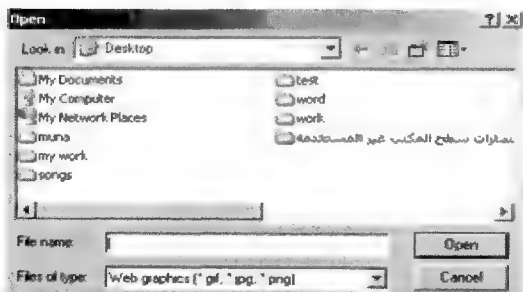 Open
Look in: Desktop
My Documents
My Computer
My Network Places
muna
my work
songs
test
word
work
سطح المكتب غير المستخدمة
File name:
Open
Files of type: Web graphics (*.gif, *.jpg, *.png)
Cancel